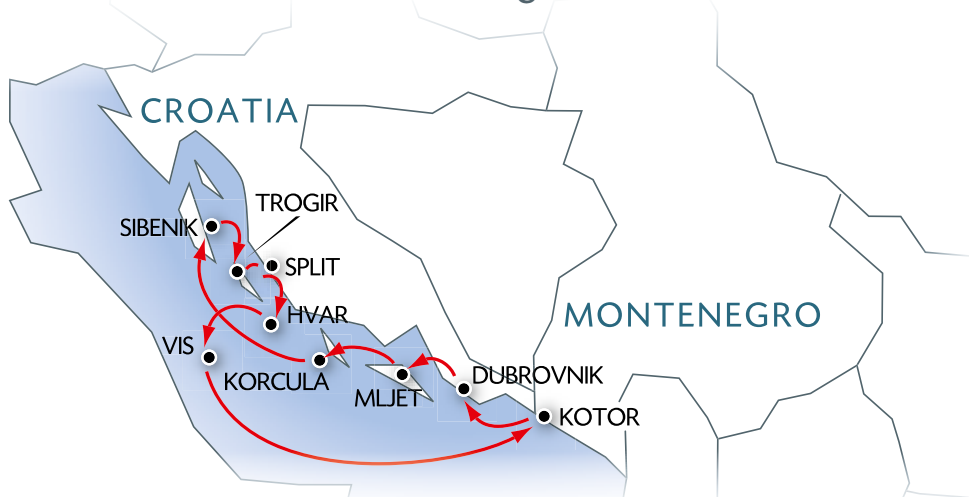 CROATIA
TROGIR
SIBENIK
SPLIT
HVAR
MONTENEGRO
VIS
KORCULA
MLJET
DUBROVNIK
KOTOR